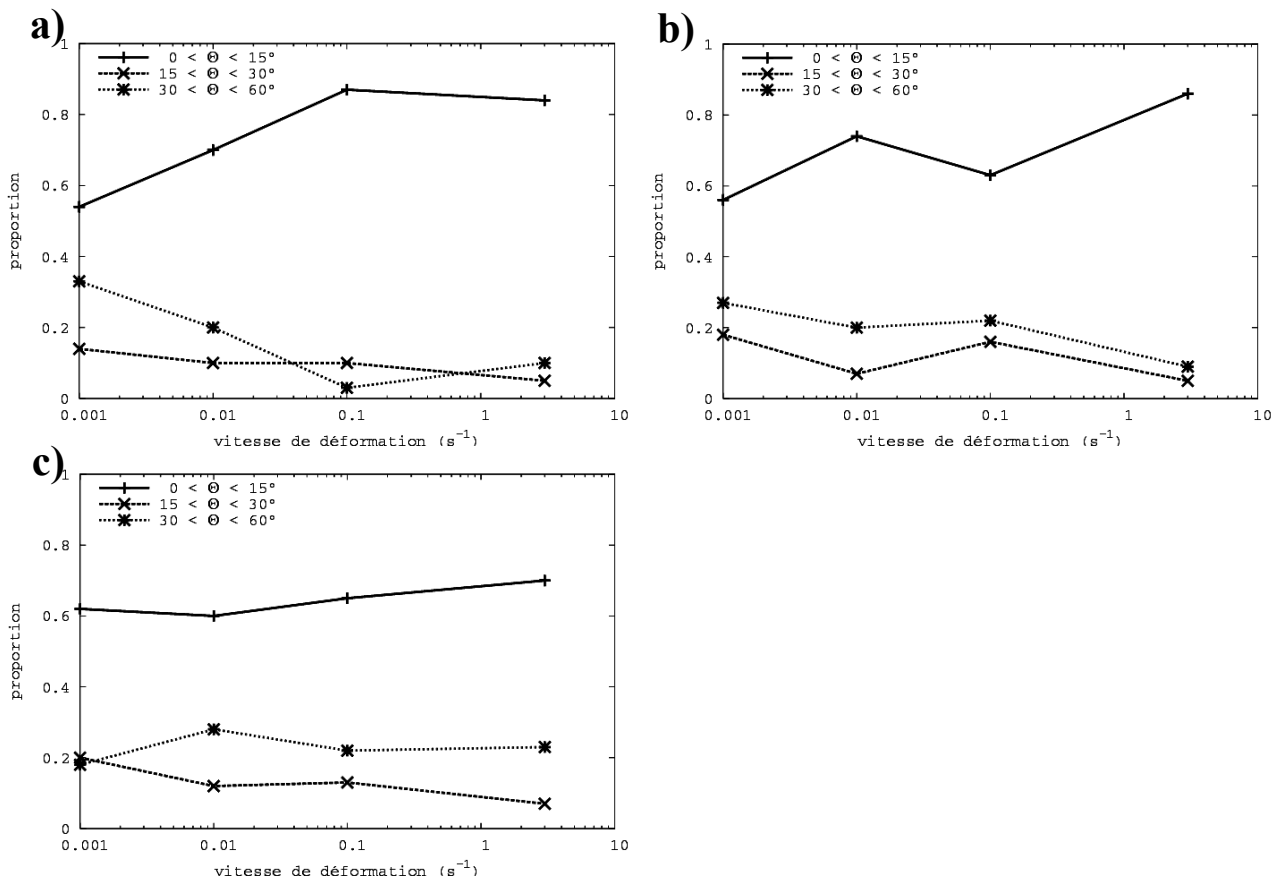 a)
1
0 < Θ < 15°
15 < Θ < 30°
30 < Θ < 60°
0.8
0.6
0.4
0.2
0
proportion
0.001 0.01 0.1 1 10
vitesse de déformation (s⁻¹)
b)
1
0 < Θ < 15°
15 < Θ < 30°
30 < Θ < 60°
0.8
0.6
0.4
0.2
0
proportion
0.001 0.01 0.1 1 10
vitesse de déformation (s⁻¹)
c)
1
0 < Θ < 15°
15 < Θ < 30°
30 < Θ < 60°
0.8
0.6
0.4
0.2
0
proportion
0.001 0.01 0.1 1 10
vitesse de déformation (s⁻¹)